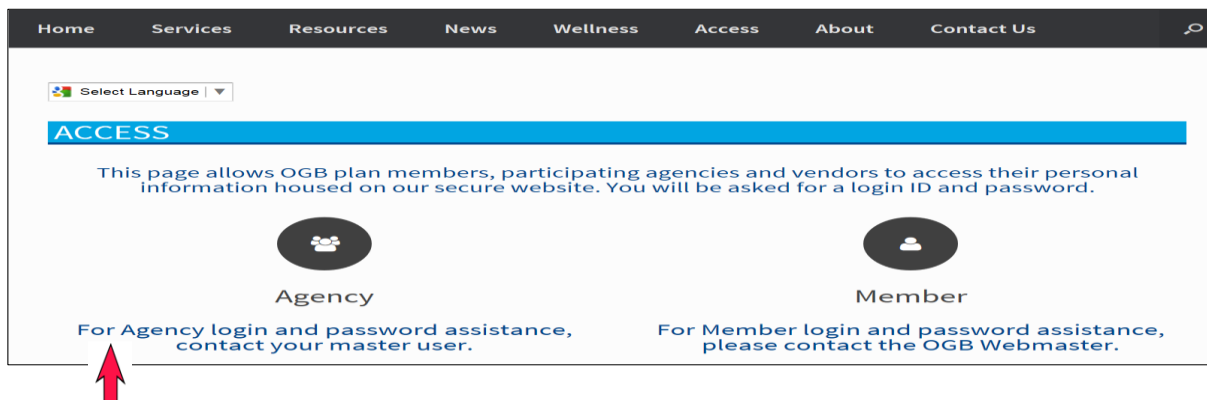 Home Services Resources News Wellness Access About Contact Us
Select Language
ACCESS
This page allows OGB plan members, participating agencies and vendors to access their personal
information housed on our secure website. You will be asked for a login ID and password.
Agency
For Agency login and password assistance,
contact your master user.
Member
For Member login and password assistance,
please contact the OGB Webmaster.